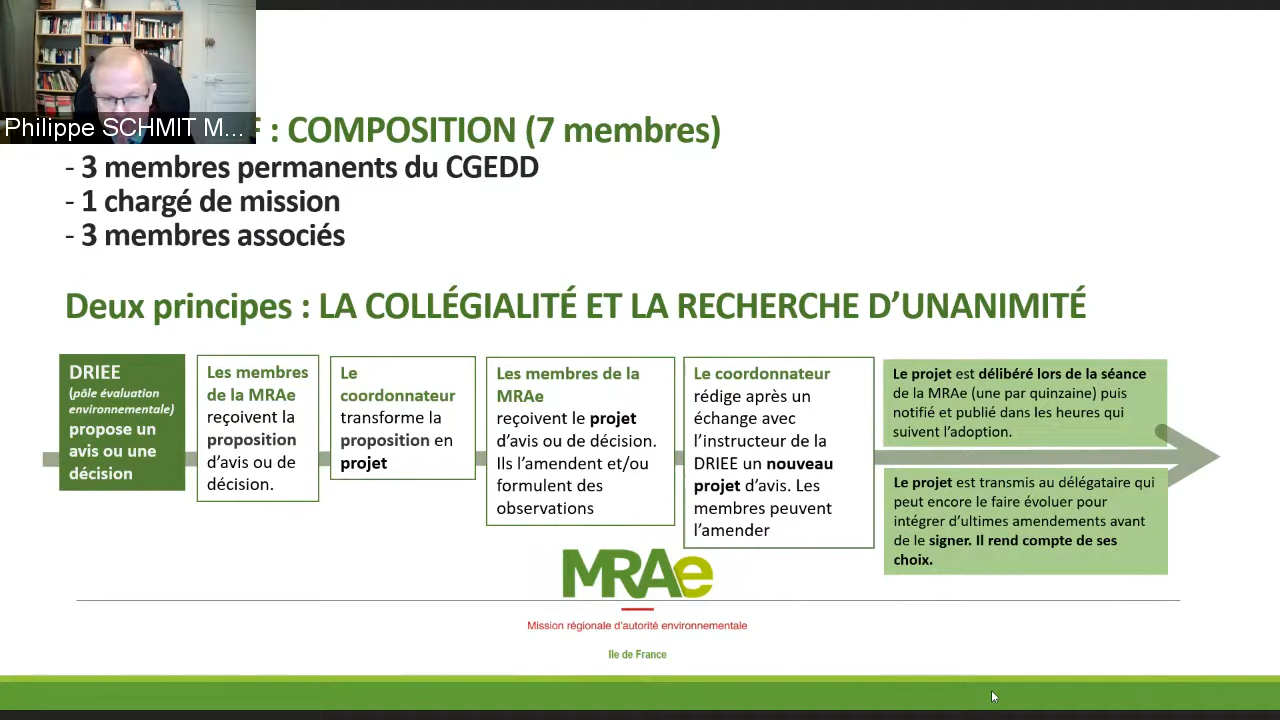 Philippe SCHMIT M...
F : COMPOSITION (7 membres)
- 3 membres permanents du CGEDD
- 1 chargé de mission
- 3 membres associés
Deux principes : LA COLLÉGIALITÉ ET LA RECHERCHE D’UNANIMITÉ
DRIEE
(pôle évaluation
environnementale)
propose un
avis ou une
décision
Les membres
de la MRAe
reçoivent la
proposition
d’avis ou de
décision.
Le
coordonnateur
transforme la
proposition en
projet
Les membres de la
MRAe
reçoivent le projet
d’avis ou de décision.
Ils l’amendent et/ou
formulent des
observations
Le coordonnateur
rédige après un
échange avec
l’instructeur de la
DRIEE un nouveau
projet d’avis. Les
membres peuvent
l’amender
Le projet est délibéré lors de la séance
de la MRAe (une par quinzaine) puis
notifié et publié dans les heures qui
suivent l’adoption.
Le projet est transmis au délégataire qui
peut encore le faire évoluer pour
intégrer d’ultimes amendements avant
de le signer. Il rend compte de ses
choix.
MRAe
Mission régionale d’autorité environnementale
Ile de France